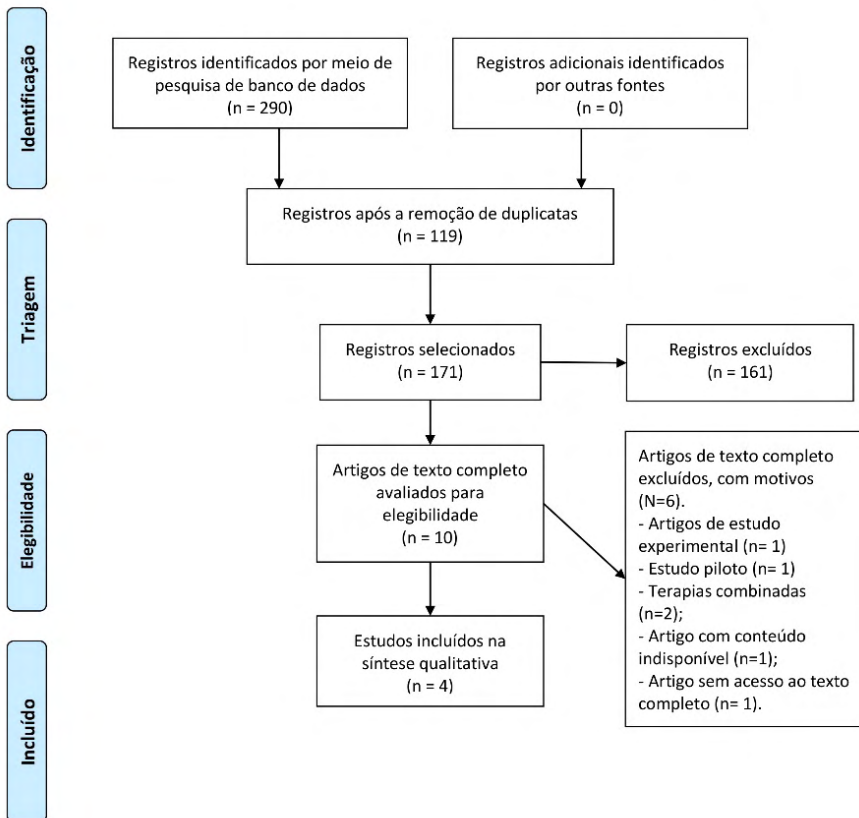 Identificação
Registros identificados por meio de
pesquisa de banco de dados
(n = 290)
Registros adicionais identificados
por outras fontes
(n = 0)
Registros após a remoção de duplicatas
(n = 119)
Triagem
Registros selecionados
(n = 171)
Registros excluídos
(n = 161)
Elegibilidade
Artigos de texto completo
avaliados para
elegibilidade
(n = 10)
Artigos de texto completo
excluídos, com motivos
(N=6).
- Artigos de estudo
experimental (n= 1)
- Estudo piloto (n= 1)
- Terapias combinadas
(n=2);
- Artigo com conteúdo
indisponível (n=1);
- Artigo sem acesso ao texto
completo (n= 1).
Incluído
Estudos incluídos na
síntese qualitativa
(n = 4)